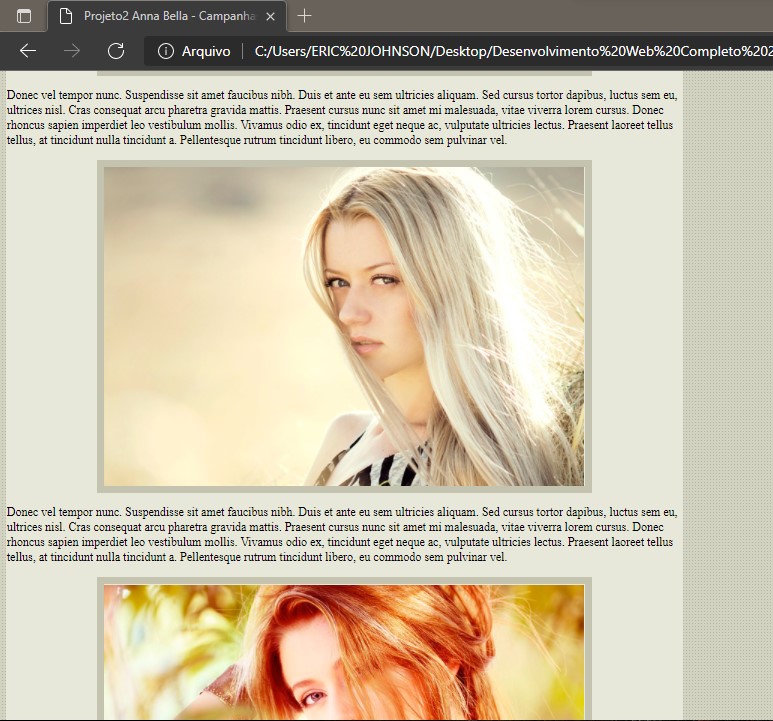 Projeto2 Anna Bella - Campanha
Arquivo C:/Users/ERIC%20JOHNSON/Desktop/Desenvolvimento%20Web%20Completo%202
Donec vel tempor nunc. Suspendisse sit amet faucibus nibh. Duis et ante eu sem ultricies aliquam. Sed cursus tortor dapibus, luctus sem eu,
ultrices nisl. Cras consequat arcu pharetra gravida mattis. Praesent cursus nunc sit amet mi malesuada, vitae viverra lorem cursus. Donec
rhoncus sapien imperdiet leo vestibulum mollis. Vivamus odio ex, tincidunt eget neque ac, vulputate ultricies lectus. Praesent laoreet tellus
tellus, at tincidunt nulla tincidunt a. Pellentesque rutrum tincidunt libero, eu commodo sem pulvinar vel.
Donec vel tempor nunc. Suspendisse sit amet faucibus nibh. Duis et ante eu sem ultricies aliquam. Sed cursus tortor dapibus, luctus sem eu,
ultrices nisl. Cras consequat arcu pharetra gravida mattis. Praesent cursus nunc sit amet mi malesuada, vitae viverra lorem cursus. Donec
rhoncus sapien imperdiet leo vestibulum mollis. Vivamus odio ex, tincidunt eget neque ac, vulputate ultricies lectus. Praesent laoreet tellus
tellus, at tincidunt nulla tincidunt a. Pellentesque rutrum tincidunt libero, eu commodo sem pulvinar vel.